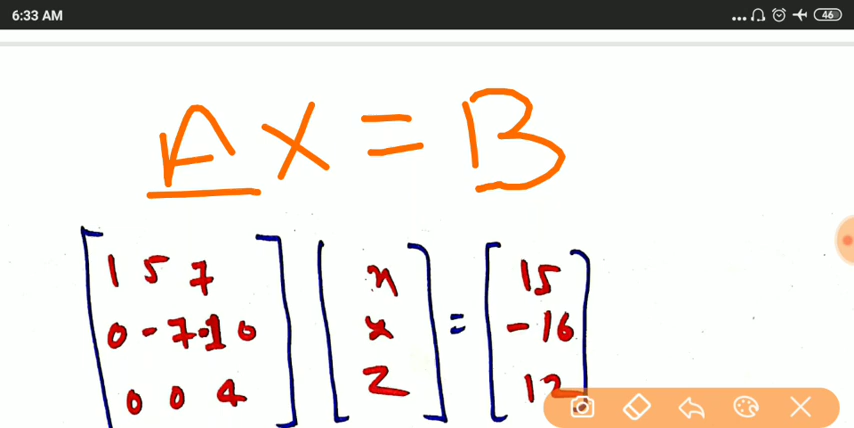 6:33 AM
46
AX = B
1 5 7 x 15
0 -7 -10 x = -16
0 0 4 z 12